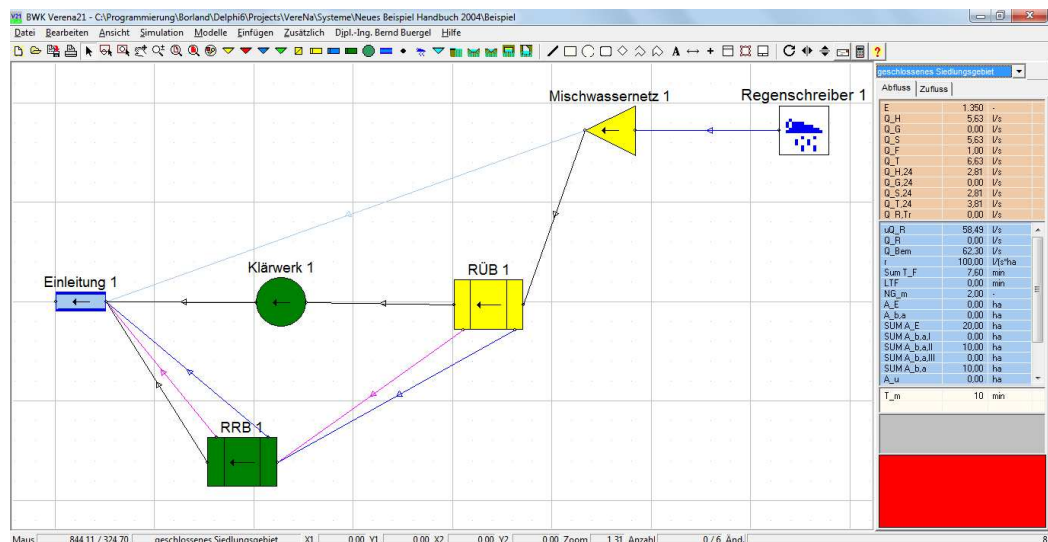 BWK Verena21 - C:\Programmierung\Borland\Delphi6\Projects\VereNa\Systeme\Neues Beispiel Handbuch 2004\Beispiel
Datei Bearbeiten Ansicht Simulation Modelle Einfügen Zusätzlich Dipl.-Ing. Bernd Buergel Hilfe
geschlossenes Siedlungsgebiet
Abfluss Zufluss
Mischwassernetz 1
Regenschreiber 1
Klärwerk 1
RÜB 1
Einleitung 1
RRB 1
E 1.350 -
Q_H 5,63 l/s
Q_G 0,00 l/s
Q_S 5,63 l/s
Q_F 1,00 l/s
Q_T 6,63 l/s
Q_H,24 2,81 l/s
Q_G,24 0,00 l/s
Q_S,24 2,81 l/s
Q_T,24 3,81 l/s
Q_R,Tr 0,00 l/s
uQ_R 58,49 l/s
Q_R 0,00 l/s
Q_Bem 62,30 l/s
r 100,00 l/(s*ha
Sum T_F 7,60 min
LTF 0,00 min
NG_m 2,00 -
A_E 0,00 ha
A_b,a 0,00 ha
SUM A_E 20,00 ha
SUM A_b,a,I 0,00 ha
SUM A_b,a,II 10,00 ha
SUM A_b,a,III 0,00 ha
SUM A_b,a 10,00 ha
A_u 0,00 ha
T_m 10 min
Maus 844,11 / 324,70 geschlossenes Siedlungsgebiet X1 0,00 Y1 0,00 X2 0,00 Y2 0,00 Zoom 1,31 Anzahl 0 / 6 Änd. 8